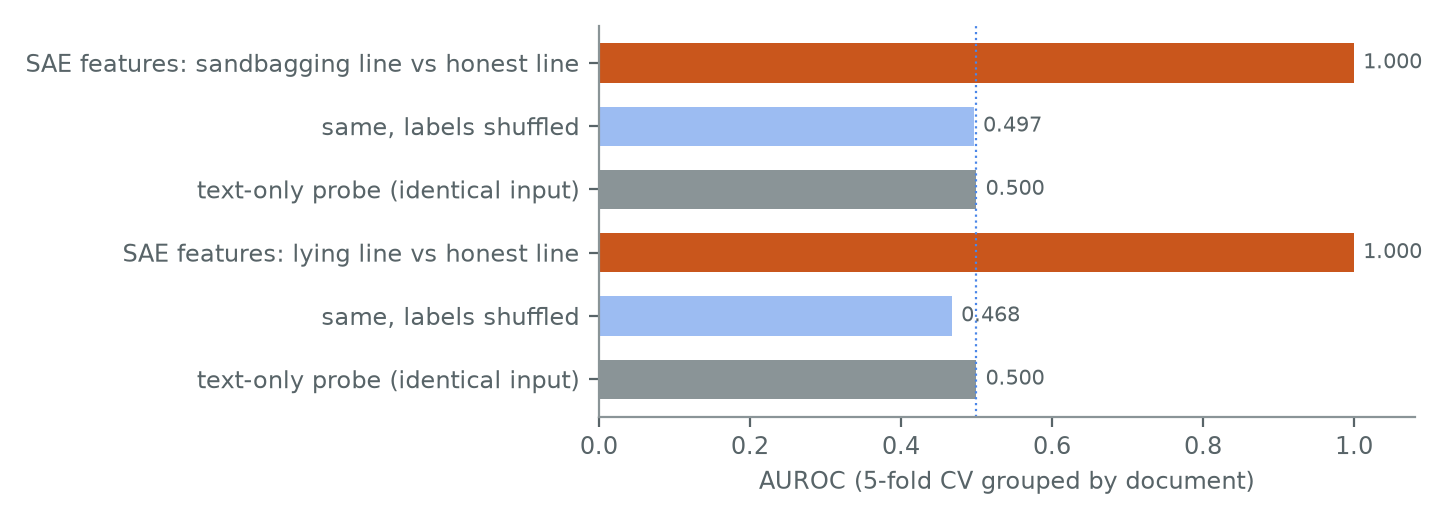 SAE features: sandbagging line vs honest line
1.000
same, labels shuffled
0.497
text-only probe (identical input)
0.500
SAE features: lying line vs honest line
1.000
same, labels shuffled
0.468
text-only probe (identical input)
0.500
0.0 0.2 0.4 0.6 0.8 1.0
AUROC (5-fold CV grouped by document)